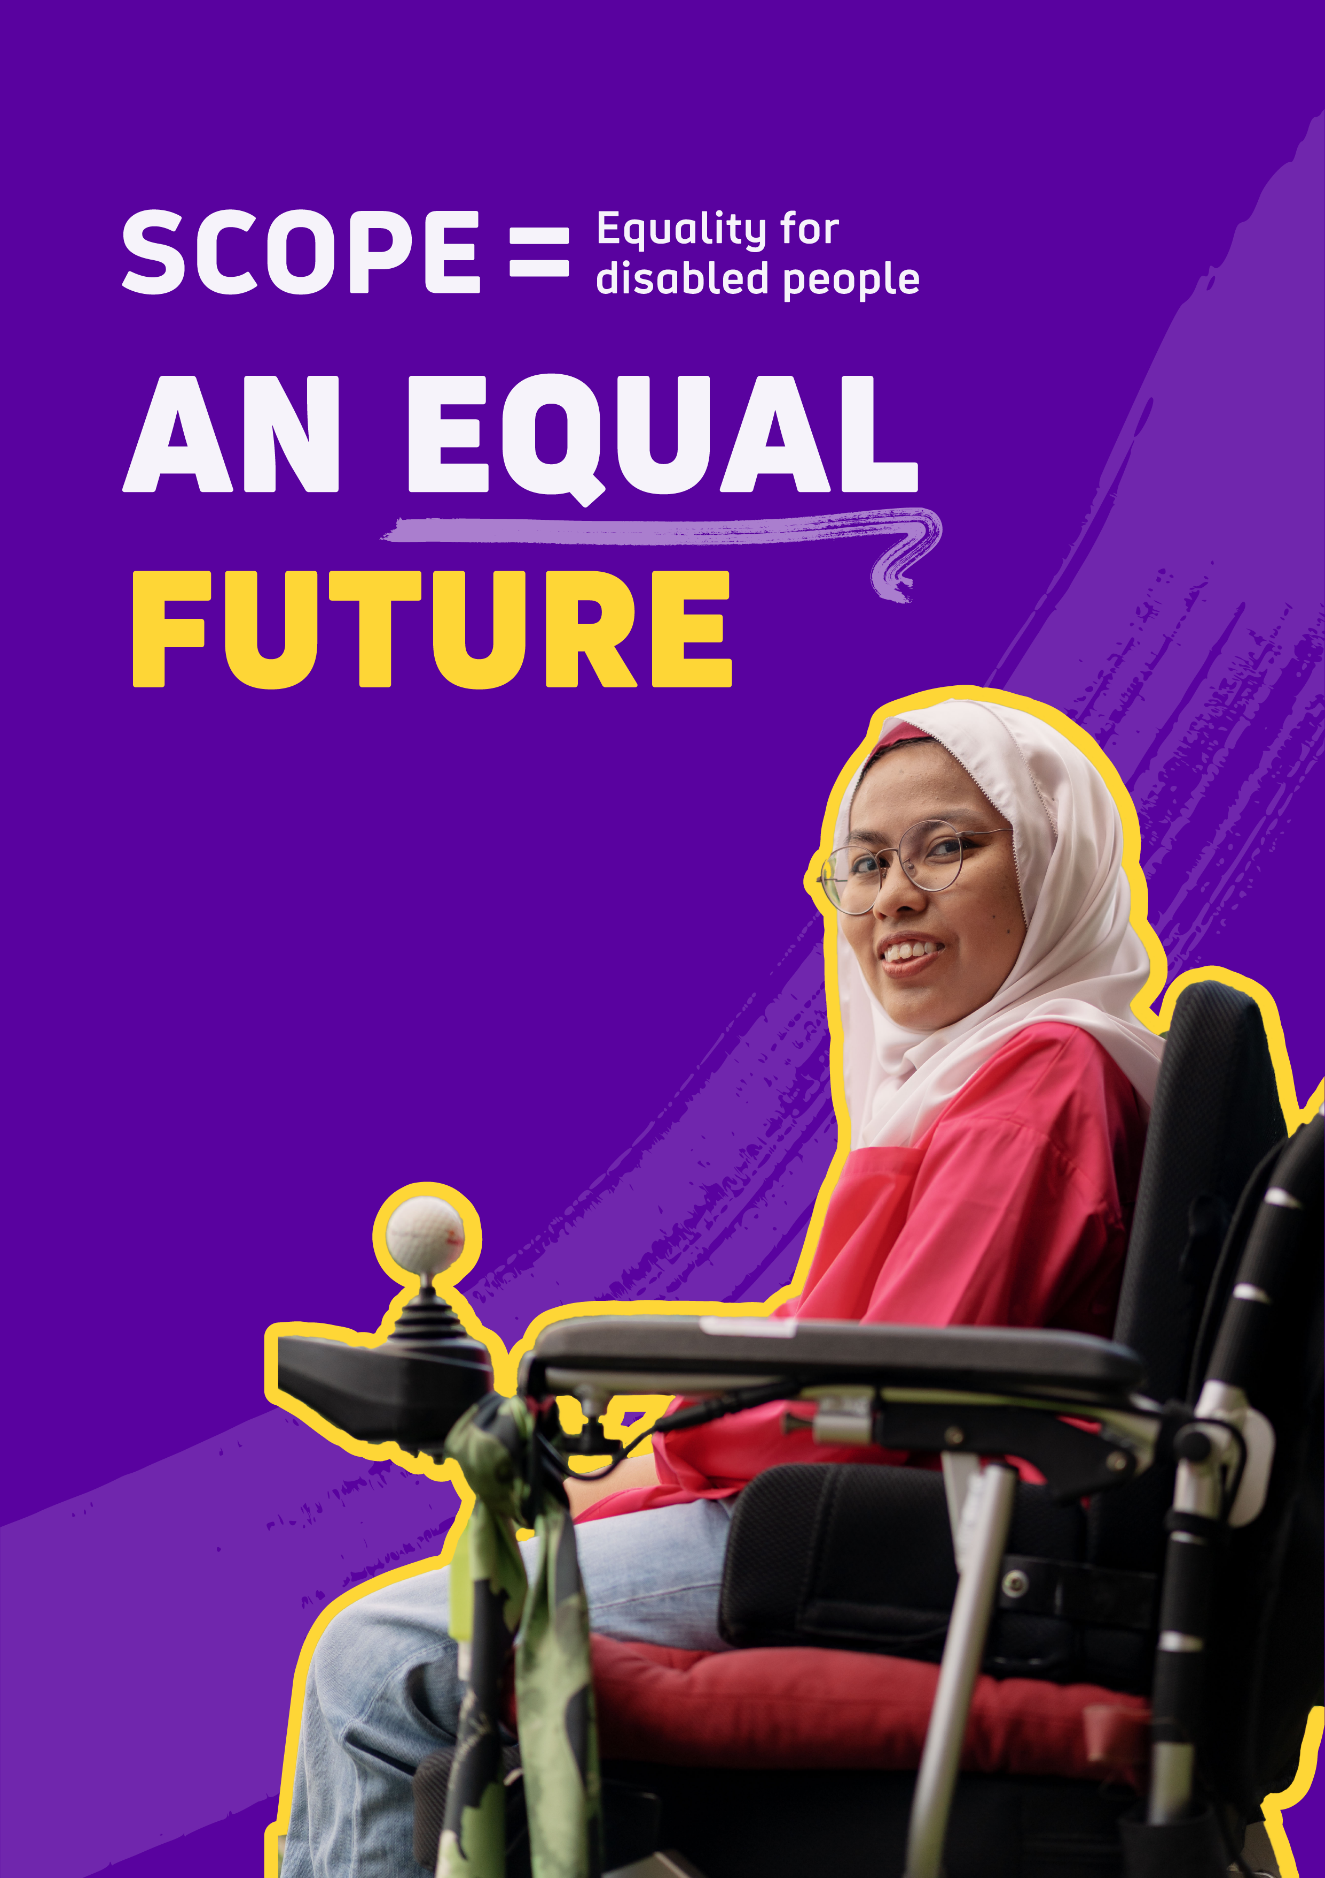 SCOPE = Equality for
disabled people
AN EQUAL
FUTURE